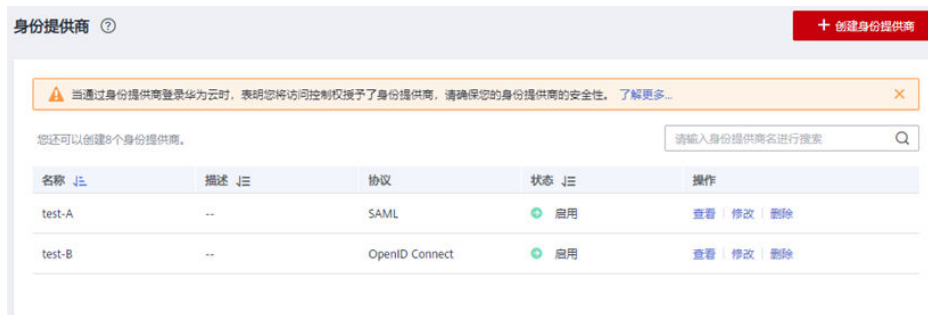 身份提供商
+ 创建身份提供商
当通过身份提供商登录华为云时，表明您将访问控制权授予了身份提供商，请确保您的身份提供商的安全性。 了解更多...
您还可以创建8个身份提供商。
请输入身份提供商名进行搜索
名称 描述 协议 状态 操作
test-A -- SAML 启用 查看 修改 删除
test-B -- OpenID Connect 启用 查看 修改 删除